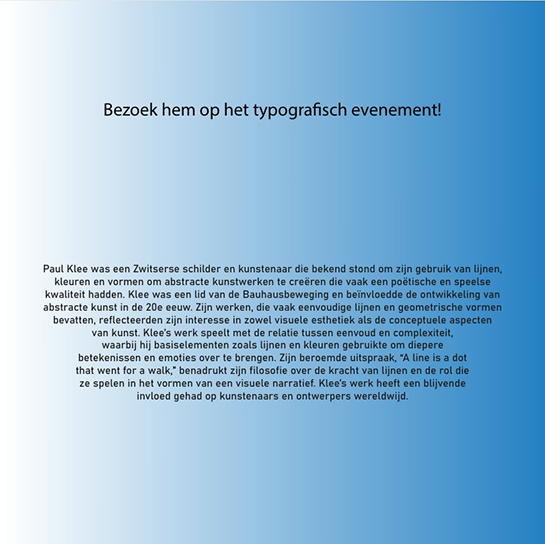 Bezoek hem op het typografisch evenement!
Paul Klee was een Zwitserse schilder en kunstenaar die bekend stond om zijn gebruik van lijnen,
kleuren en vormen om abstracte kunstwerken te creëren die vaak een poëtische en speelse
kwaliteit hadden. Klee was een lid van de Bauhausbeweging en beïnvloedde de ontwikkeling van
abstracte kunst in de 20e eeuw. Zijn werken, die vaak eenvoudige lijnen en geometrische vormen
bevatten, reflecteerden zijn interesse in zowel visuele esthetiek als de conceptuele aspecten
van kunst. Klee’s werk speelt met de relatie tussen eenvoud en complexiteit,
waarbij hij basiselementen zoals lijnen en kleuren gebruikte om diepere
betekenissen en emoties over te brengen. Zijn beroemde uitspraak, “A line is a dot
that went for a walk,” benadrukt zijn filosofie over de kracht van lijnen en de rol die
ze spelen in het vormen van een visuele narratief. Klee’s werk heeft een blijvende
invloed gehad op kunstenaars en ontwerpers wereldwijd.